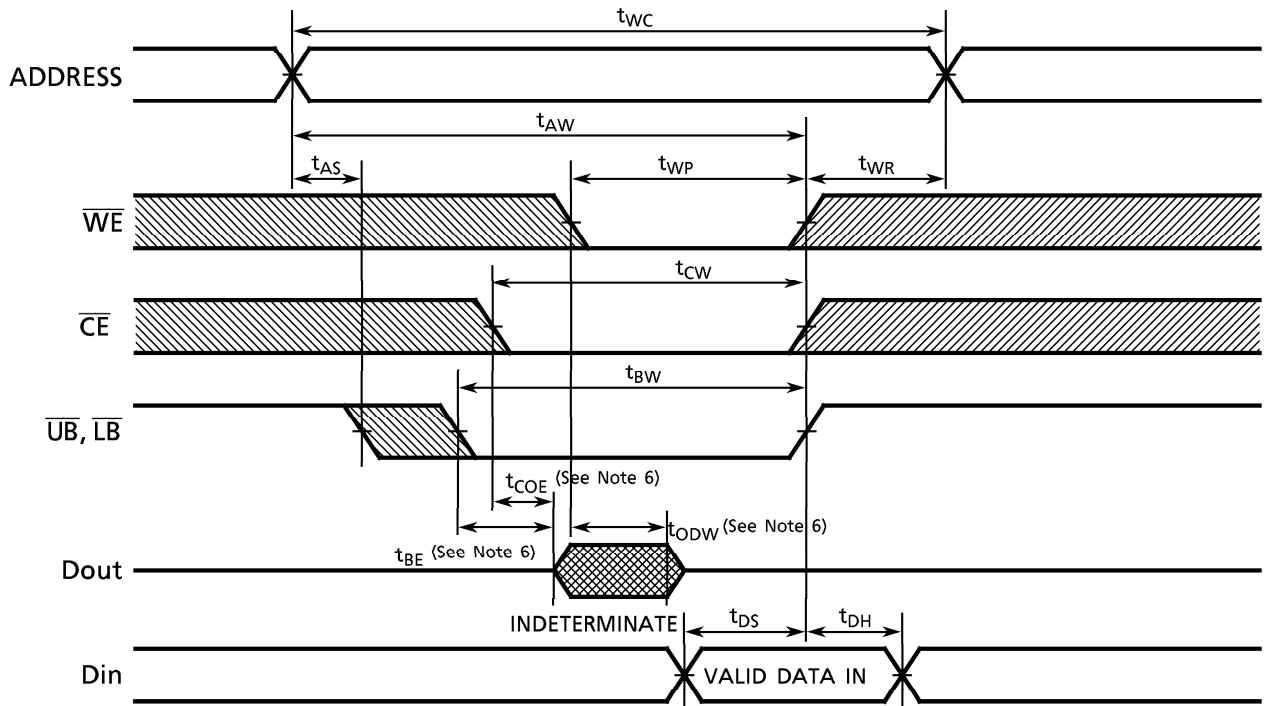 tWC
ADDRESS
tAW
tAS
tWP
tWR
WE
tCW
CE
tBW
UB, LB
tCOE (See Note 6)
tODW (See Note 6)
tBE (See Note 6)
Dout
INDETERMINATE
tDS
tDH
Din
VALID DATA IN